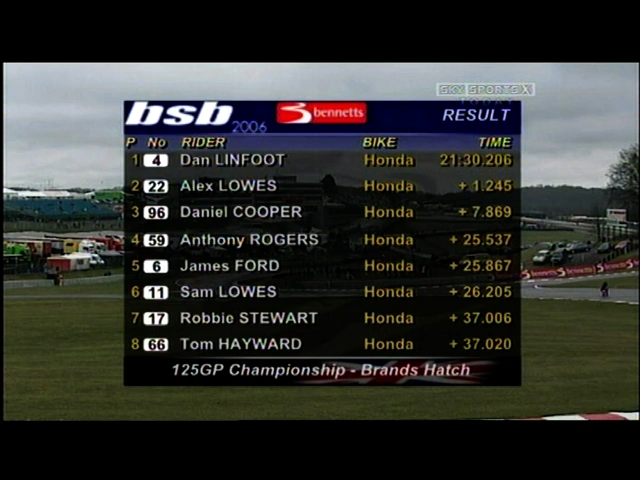 SKY SPORTS X
bsb 2006 bennetts RESULT
P No RIDER BIKE TIME
1 4 Dan LINFOOT Honda 21:30.206
2 22 Alex LOWES Honda + 1.245
3 96 Daniel COOPER Honda + 7.869
4 59 Anthony ROGERS Honda + 25.537
5 6 James FORD Honda + 25.867
6 11 Sam LOWES Honda + 26.205
7 17 Robbie STEWART Honda + 37.006
8 66 Tom HAYWARD Honda + 37.020
125GP Championship - Brands Hatch